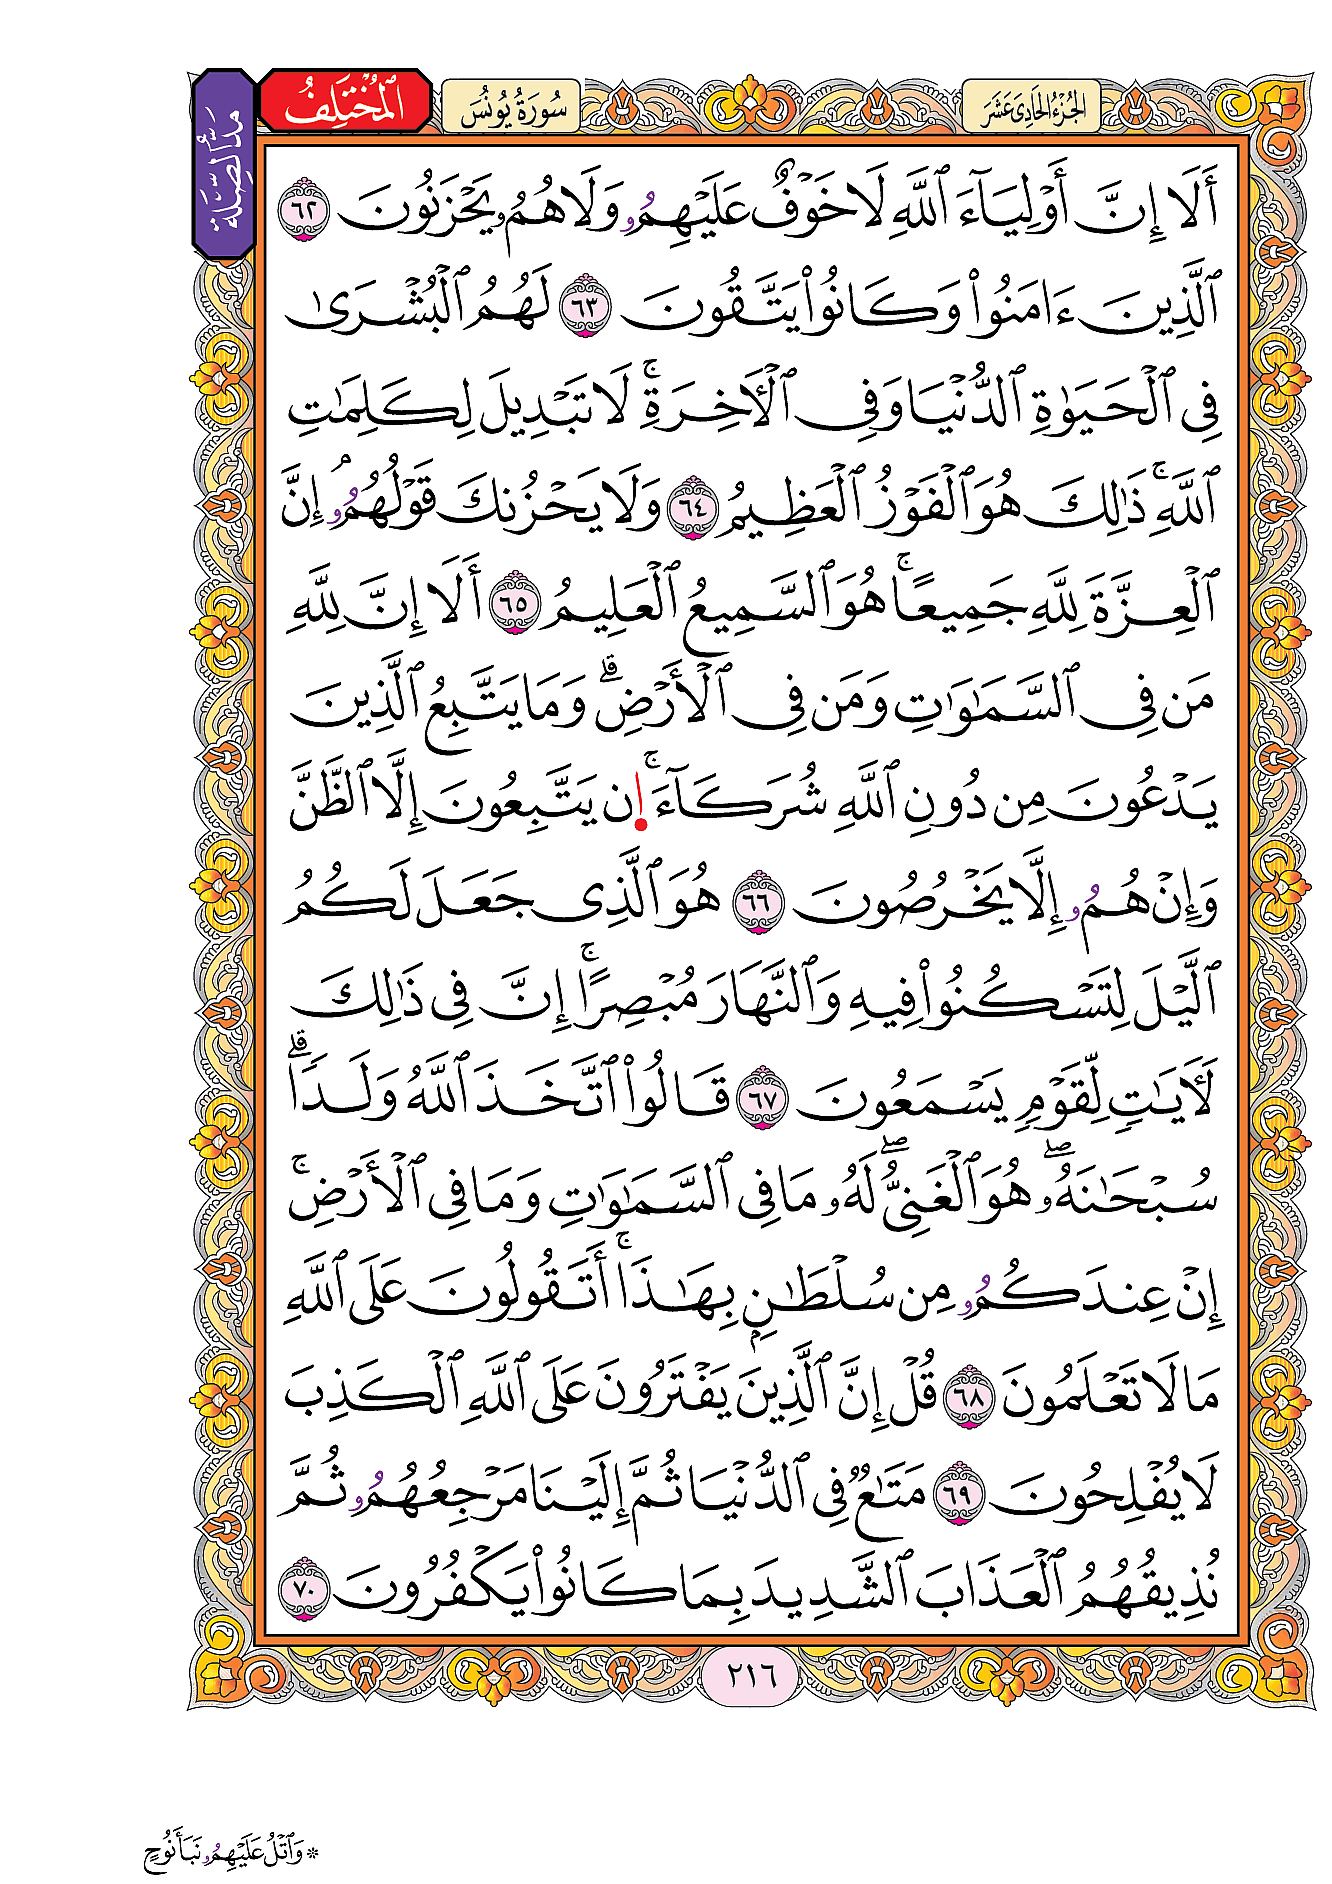 الجُزْءُ الحَادِي عَشَرَ
سُورَةُ يُونُسَ
المُخْتَلِفُ
مَدُّ الصِّلَةِ
أَلَآ إِنَّ أَوۡلِيَآءَ ٱللَّهِ لَا خَوۡفٌ عَلَيۡهِمُۥ وَلَا هُمُۥ يَحۡزَنُونَ ٦٢
ٱلَّذِينَ ءَامَنُواْ وَكَانُواْ يَتَّقُونَ ٦٣ لَهُمُ ٱلۡبُشۡرَىٰ
فِي ٱلۡحَيَوٰةِ ٱلدُّنۡيَا وَفِي ٱلۡأٓخِرَةِۚ لَا تَبۡدِيلَ لِكَلِمَٰتِ
ٱللَّهِۚ ذَٰلِكَ هُوَ ٱلۡفَوۡزُ ٱلۡعَظِيمُ ٦٤ وَلَا يَحۡزُنكَ قَوۡلُهُمُۥۘ إِنَّ
ٱلۡعِزَّةَ لِلَّهِ جَمِيعًاۚ هُوَ ٱلسَّمِيعُ ٱلۡعَلِيمُ ٦٥ أَلَآ إِنَّ لِلَّهِ
مَن فِي ٱلسَّمَٰوَٰتِ وَمَن فِي ٱلۡأَرۡضِۗ وَمَا يَتَّبِعُ ٱلَّذِينَ
يَدۡعُونَ مِن دُونِ ٱللَّهِ شُرَكَآءَۚ إِن يَتَّبِعُونَ إِلَّا ٱلظَّنَّ
وَإِنۡ هُمُۥ إِلَّا يَخۡرُصُونَ ٦٦ هُوَ ٱلَّذِي جَعَلَ لَكُمُ
ٱلَّيۡلَ لِتَسۡكُنُواْ فِيهِ وَٱلنَّهَارَ مُبۡصِرًاۚ إِنَّ فِي ذَٰلِكَ
لَأٓيَٰتٖ لِّقَوۡمٖ يَسۡمَعُونَ ٦٧ قَالُواْ ٱتَّخَذَ ٱللَّهُ وَلَدٗاۗ
سُبۡحَٰنَهُۥۖ هُوَ ٱلۡغَنِيُّۖ لَهُۥ مَا فِي ٱلسَّمَٰوَٰتِ وَمَا فِي ٱلۡأَرۡضِۚ
إِنۡ عِندَكُمُۥ مِن سُلۡطَٰنِۭ بِهَٰذَآۚ أَتَقُولُونَ عَلَى ٱللَّهِ
مَا لَا تَعۡلَمُونَ ٦٨ قُلۡ إِنَّ ٱلَّذِينَ يَفۡتَرُونَ عَلَى ٱللَّهِ ٱلۡكَذِبَ
لَا يُفۡلِحُونَ ٦٩ مَتَٰعٞ فِي ٱلدُّنۡيَا ثُمَّ إِلَيۡنَا مَرۡجِعُهُمُۥ ثُمَّ
نُذِيقُهُمُ ٱلۡعَذَابَ ٱلشَّدِيدَ بِمَا كَانُواْ يَكۡفُرُونَ ٧٠
٢١٦
* وَٱتۡلُ عَلَيۡهِمُۥ نَبَأَ نُوحٍ